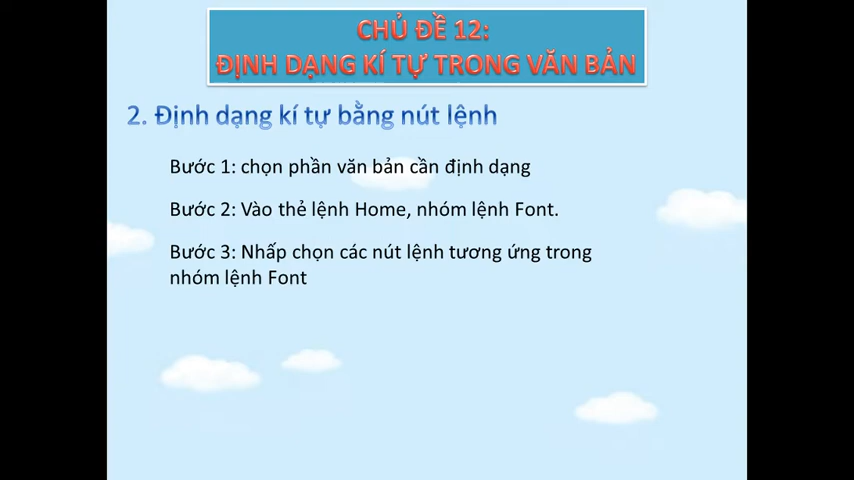 CHỦ ĐỀ 12:
ĐỊNH DẠNG KÍ TỰ TRONG VĂN BẢN
2. Định dạng kí tự bằng nút lệnh
Bước 1: chọn phần văn bản cần định dạng
Bước 2: Vào thẻ lệnh Home, nhóm lệnh Font.
Bước 3: Nhấp chọn các nút lệnh tương ứng trong
nhóm lệnh Font